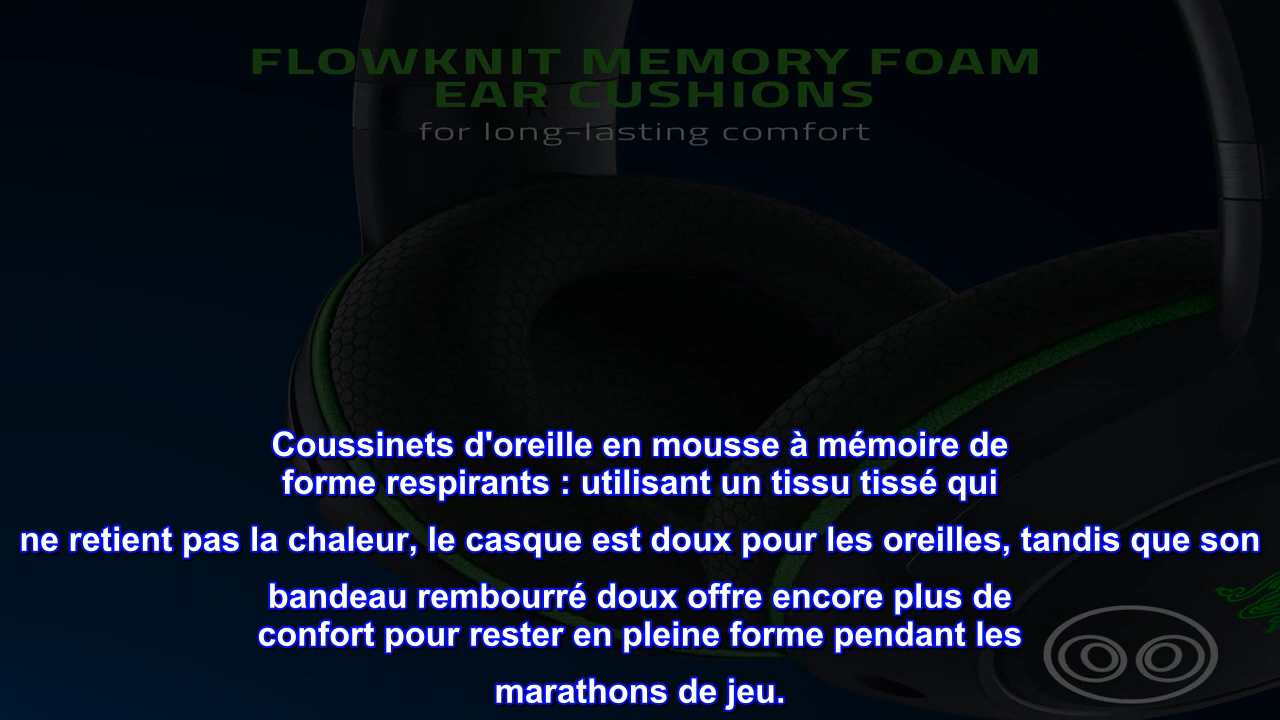 FLOWKNIT MEMORY FOAM
EAR CUSHIONS
for long-lasting comfort
R
Coussinets d'oreille en mousse à mémoire de
forme respirants : utilisant un tissu tissé qui
ne retient pas la chaleur, le casque est doux pour les oreilles, tandis que son
bandeau rembourré doux offre encore plus de
confort pour rester en pleine forme pendant les
marathons de jeu.